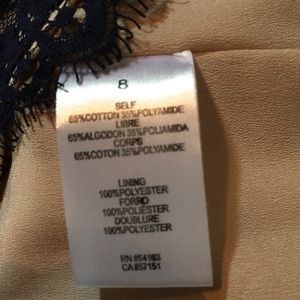 8
SELF
65%COTTON 35%POLYAMIDE
LIBRE
65%ALGODON 35%POLIAMIDA
CORPS
65%COTON 35%POLYAMIDE
LINING
100%POLYESTER
FORRO
100%POLIÉSTER
DOUBLURE
100%POLYESTER
RN#54163
CA#57151